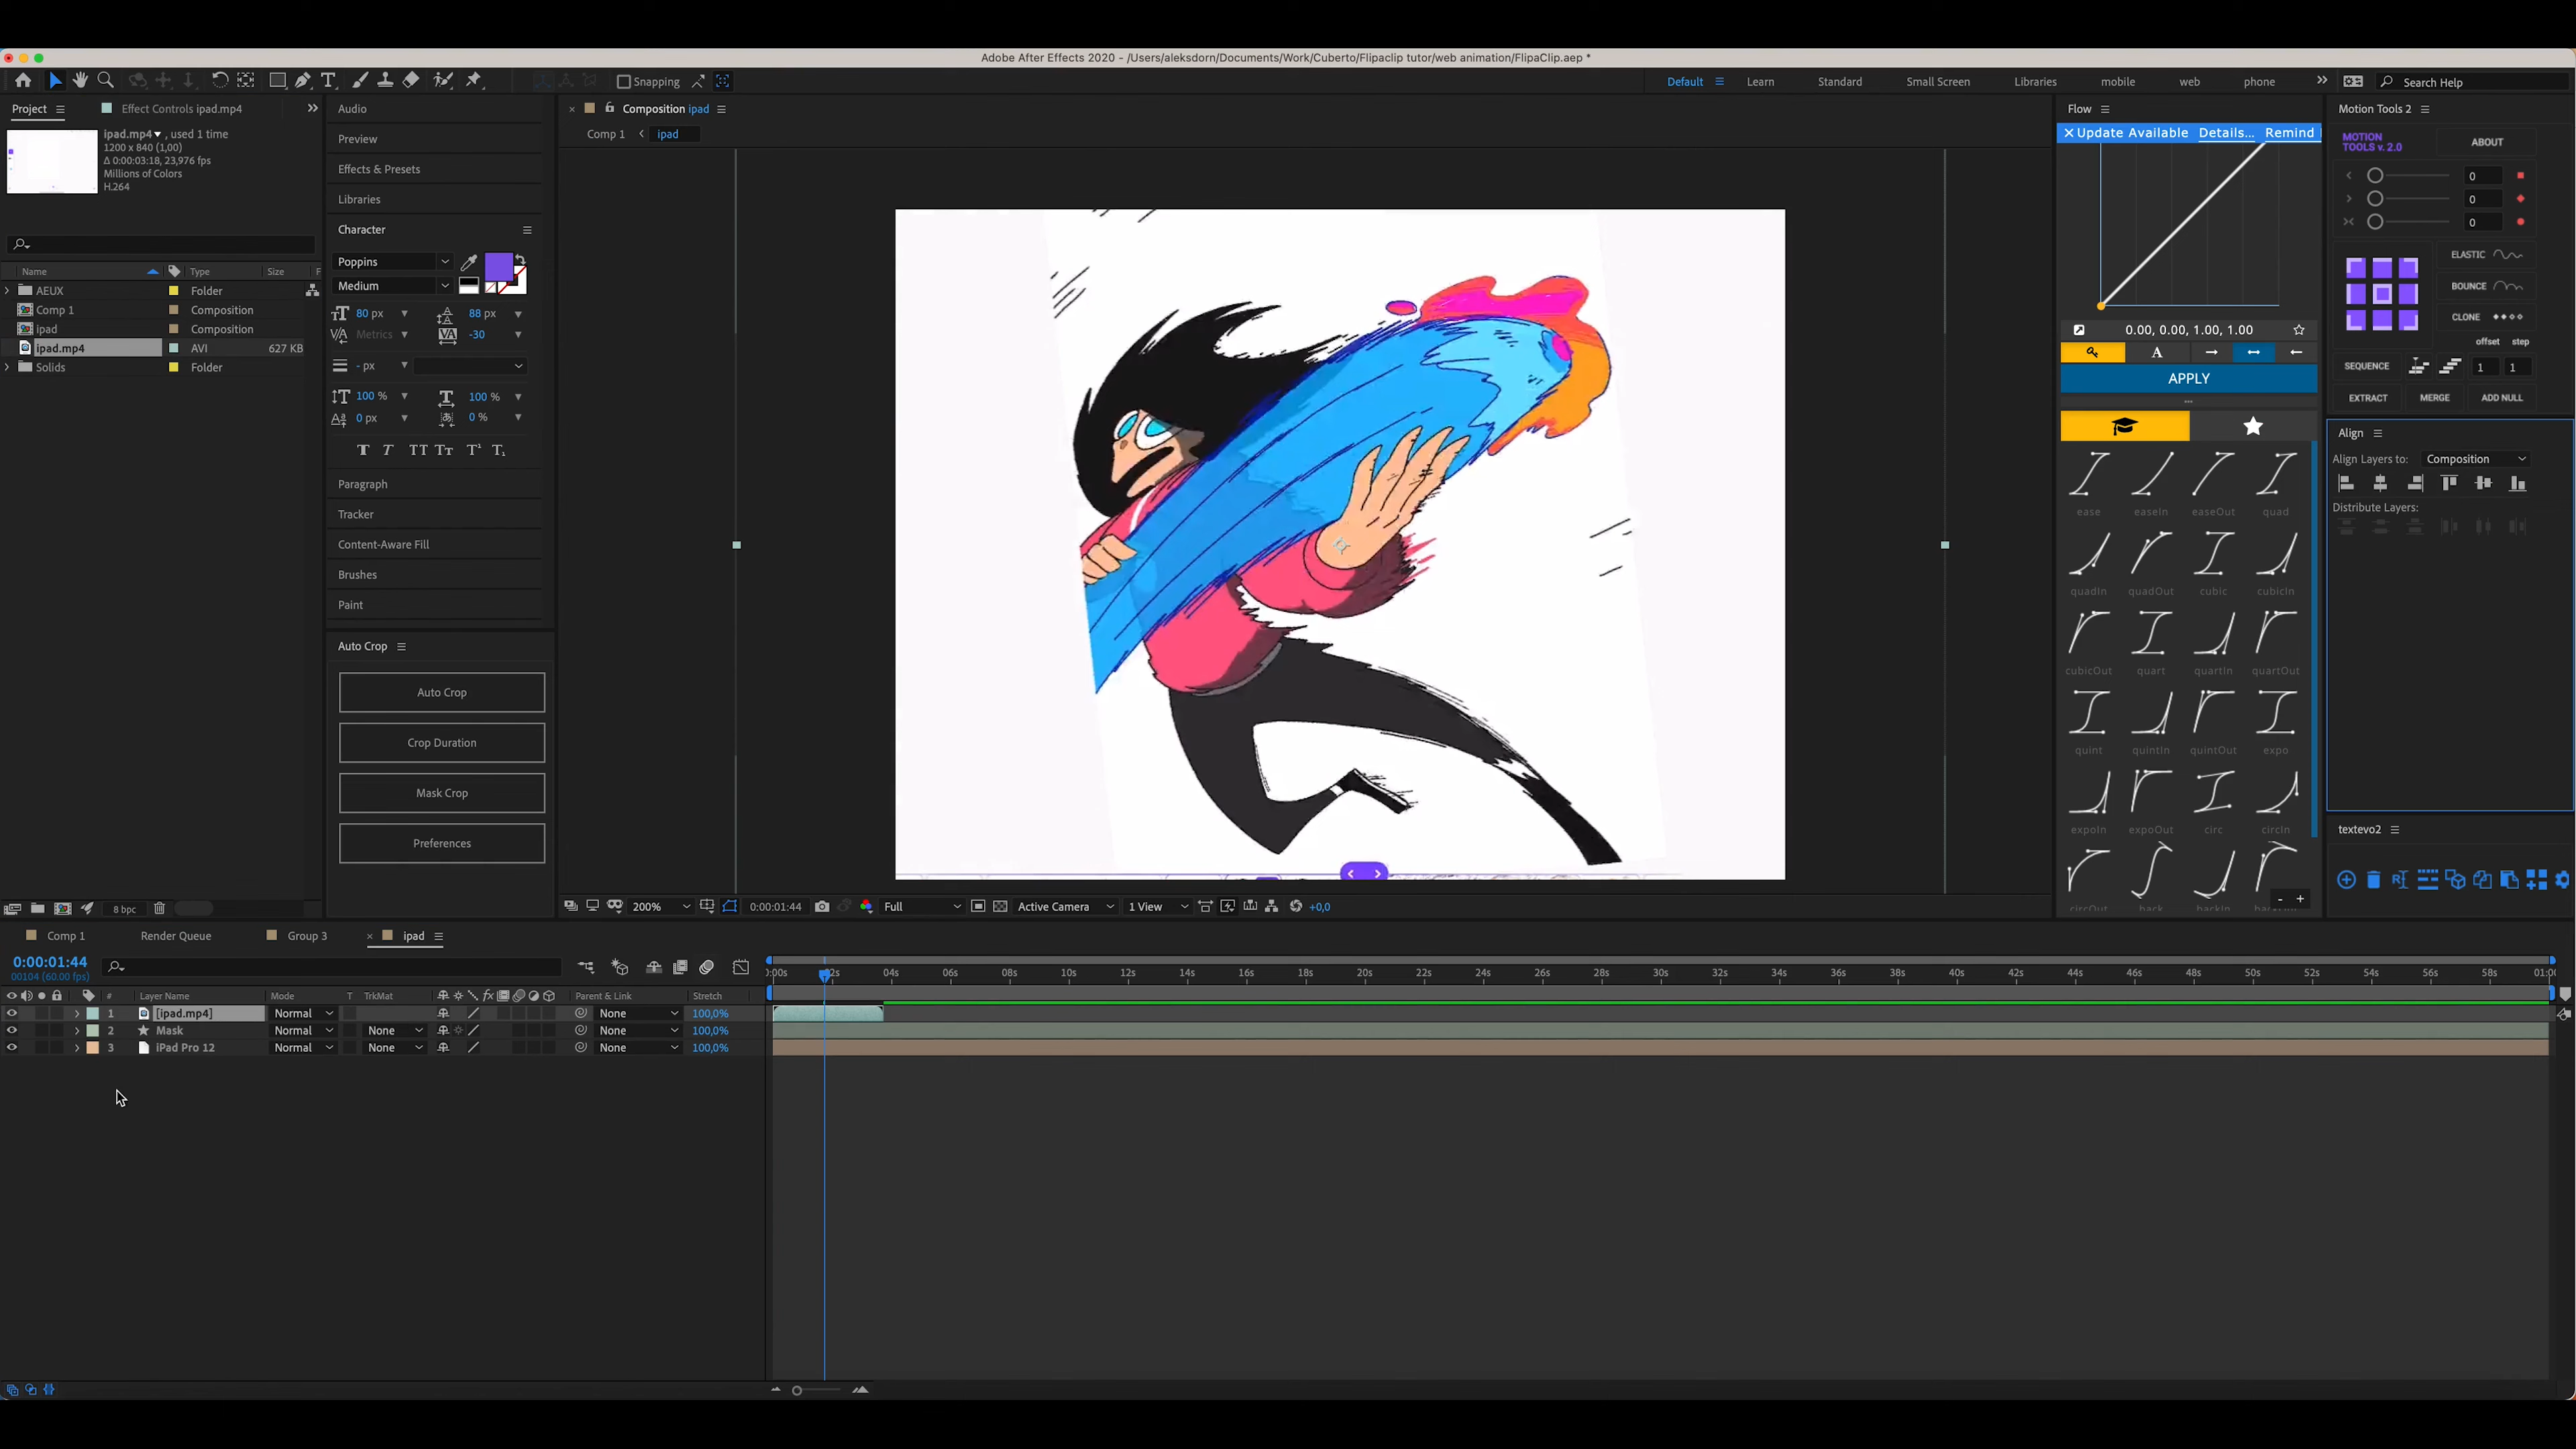 Adobe After Effects 2020 - /Users/aleksdorn/Documents/Work/Cuberto/Flipaclip tutor/web animation/FlipaClip.aep *
Snapping
Default
Learn
Standard
Small Screen
Libraries
mobile
web
phone
Search Help
Project
Effect Controls ipad.mp4
ipad.mp4 , used 1 time
1200 x 840 (1,00)
Δ 0:00:03:18, 23,976 fps
Millions of Colors
H.264
Name
Type
Size
F
AEUX
Folder
Comp 1
Composition
ipad
Composition
ipad.mp4
AVI
627 KB
Solids
Folder
8 bpc
Audio
Preview
Effects & Presets
Libraries
Character
Poppins
Medium
80 px
88 px
Metrics
-30
- px
100 %
100 %
0 px
0 %
Paragraph
Tracker
Content-Aware Fill
Brushes
Paint
Auto Crop
Auto Crop
Crop Duration
Mask Crop
Preferences
Composition ipad
Comp 1
ipad
200%
0:00:01:44
Full
Active Camera
1 View
+0,0
Flow
Update Available
Details...
Remind
0.00, 0.00, 1.00, 1.00
APPLY
ease
easeIn
easeOut
quad
quadIn
quadOut
cubic
cubicIn
cubicOut
quart
quartIn
quartOut
quint
quintIn
quintOut
expo
expoIn
expoOut
circ
circIn
circOut
back
backIn
Motion Tools 2
MOTION
TOOLS v. 2.0
ABOUT
0
0
0
ELASTIC
BOUNCE
CLONE
offset
step
SEQUENCE
1
1
EXTRACT
MERGE
ADD NULL
Align
Align Layers to:
Composition
Distribute Layers:
textevo2
Comp 1
Render Queue
Group 3
ipad
0:00:01:44
00104 (60.00 fps)
#
Layer Name
Mode
T
TrkMat
Parent & Link
Stretch
1
[ipad.mp4]
Normal
None
100,0%
2
Mask
Normal
None
None
100,0%
3
iPad Pro 12
Normal
None
None
100,0%
:00s
02s
04s
06s
08s
10s
12s
14s
16s
18s
20s
22s
24s
26s
28s
30s
32s
34s
36s
38s
40s
42s
44s
46s
48s
50s
52s
54s
56s
58s
01:00